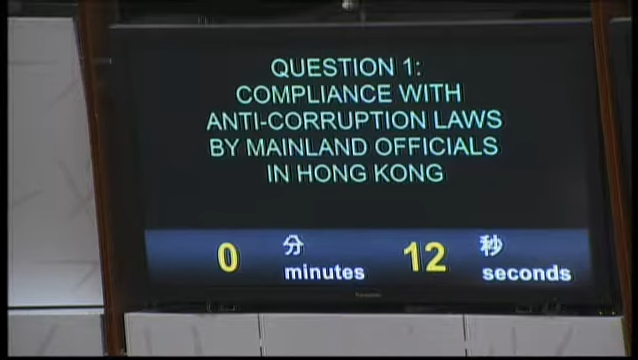 QUESTION 1:
COMPLIANCE WITH
ANTI-CORRUPTION LAWS
BY MAINLAND OFFICIALS
IN HONG KONG
0 分 minutes 12 秒 seconds
Panasonic